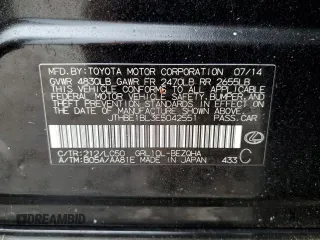 MFD. BY: TOYOTA MOTOR CORPORATION 07/14
GVWR 4830LB GAWR FR 2470LB RR 2655LB
THIS VEHICLE CONFORMS TO ALL APPLICABLE
FEDERAL MOTOR VEHICLE SAFETY, BUMPER, AND
THEFT PREVENTION STANDARDS IN EFFECT ON
THE DATE OF MANUFACTURE SHOWN ABOVE.
JTHBE1BL3E5042551 PASS.CAR
C/TR:212/LC50 GRL10L-BEZQHA
A/TM:B05A/AA81E MADE IN JAPAN 433 C
AUTOBIDMASTER